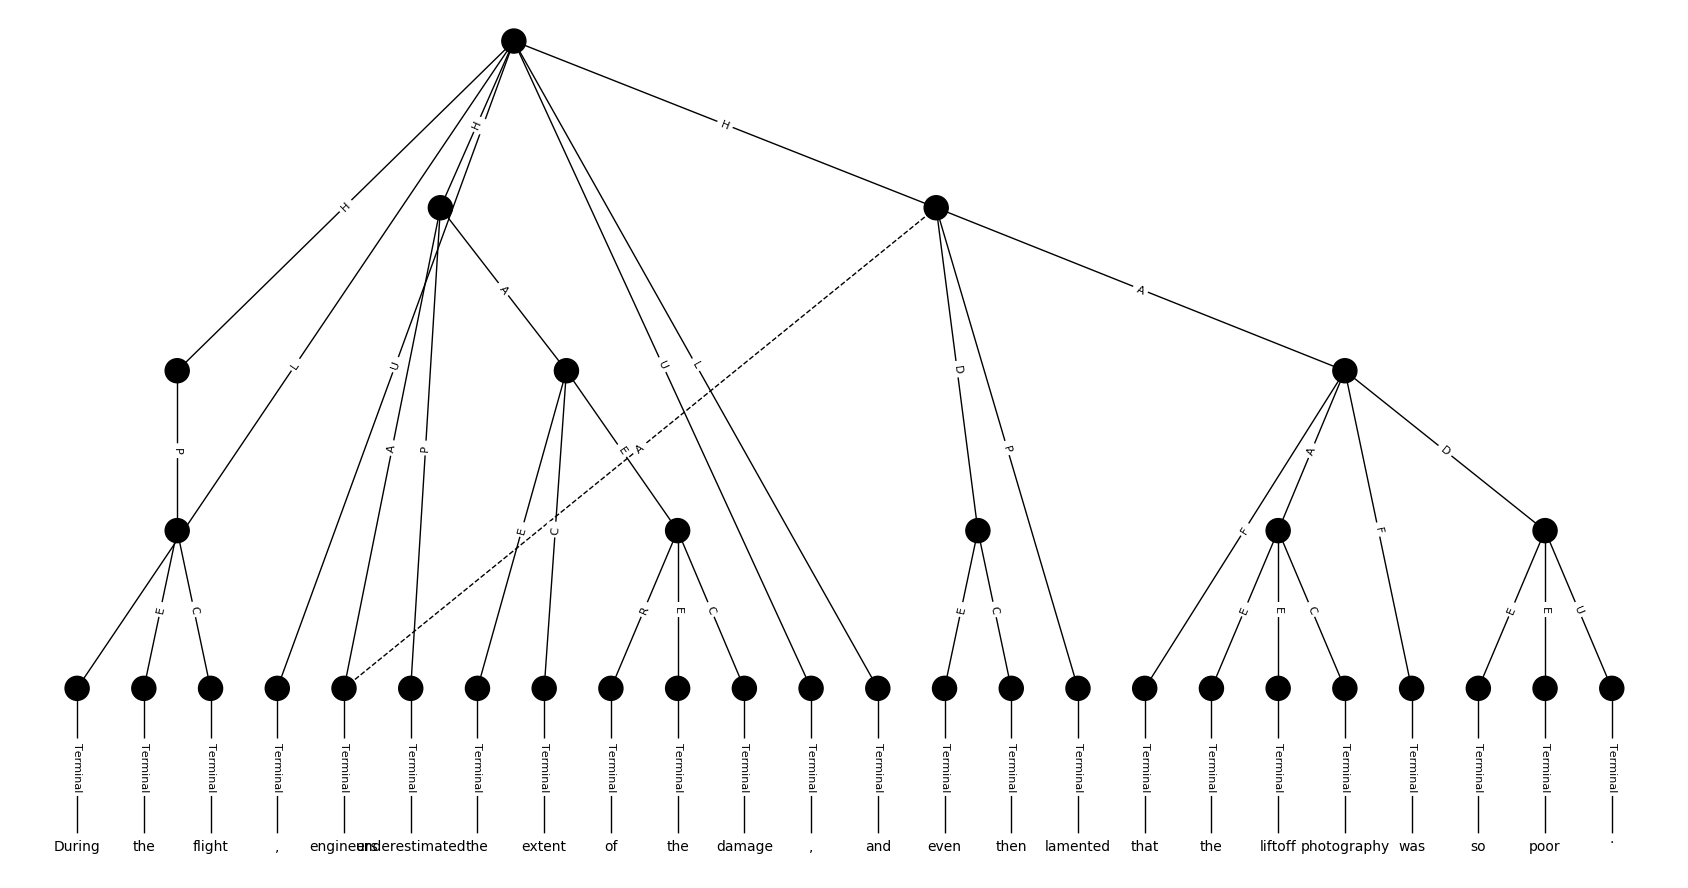 H
H
H
L
A
A
U
U
L
D
P
A
P
A
P
E
A
D
E
C
F
A
F
E
C
R
E
C
E
C
E
E
C
E
E
U
Terminal Terminal Terminal Terminal Terminal Terminal Terminal Terminal Terminal Terminal Terminal Terminal Terminal Terminal Terminal Terminal Terminal Terminal Terminal Terminal Terminal Terminal Terminal Terminal
During the flight , engineers underestimated the extent of the damage , and even then lamented that the liftoff photography was so poor .